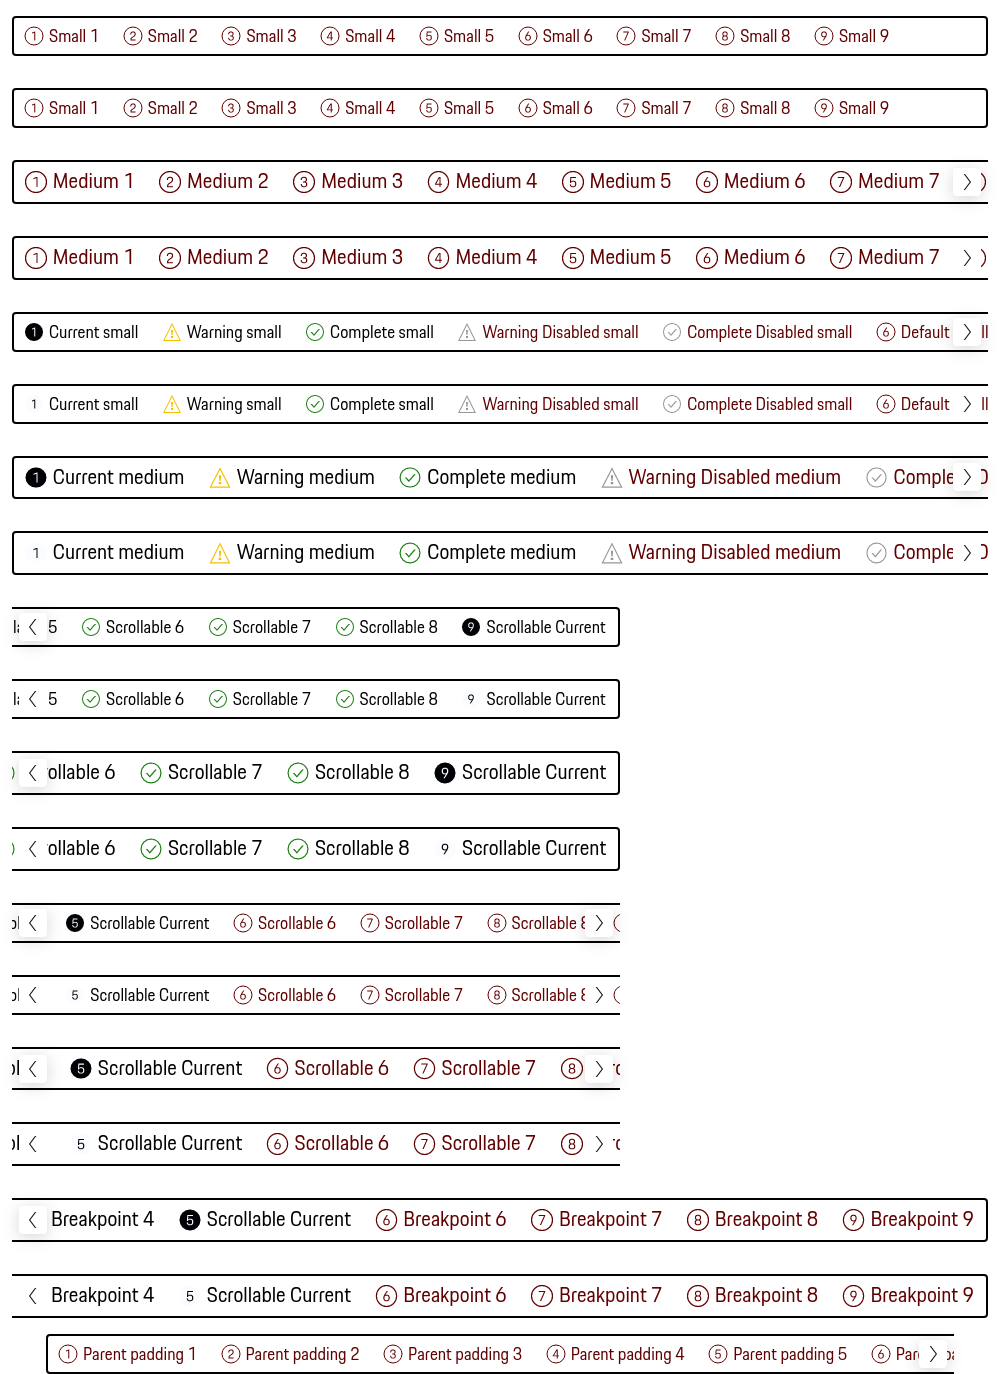 1 Small 1 2 Small 2 3 Small 3 4 Small 4 5 Small 5 6 Small 6 7 Small 7 8 Small 8 9 Small 9
1 Small 1 2 Small 2 3 Small 3 4 Small 4 5 Small 5 6 Small 6 7 Small 7 8 Small 8 9 Small 9
1 Medium 1 2 Medium 2 3 Medium 3 4 Medium 4 5 Medium 5 6 Medium 6 7 Medium 7
1 Medium 1 2 Medium 2 3 Medium 3 4 Medium 4 5 Medium 5 6 Medium 6 7 Medium 7
1 Current small Warning small Complete small Warning Disabled small Complete Disabled small 6 Default
1 Current small Warning small Complete small Warning Disabled small Complete Disabled small 6 Default
1 Current medium Warning medium Complete medium Warning Disabled medium Comple
1 Current medium Warning medium Complete medium Warning Disabled medium Comple
5 Scrollable 6 Scrollable 7 Scrollable 8 9 Scrollable Current
5 Scrollable 6 Scrollable 7 Scrollable 8 9 Scrollable Current
ollable 6 Scrollable 7 Scrollable 8 9 Scrollable Current
ollable 6 Scrollable 7 Scrollable 8 9 Scrollable Current
5 Scrollable Current 6 Scrollable 6 7 Scrollable 7 8 Scrollable
5 Scrollable Current 6 Scrollable 6 7 Scrollable 7 8 Scrollable
5 Scrollable Current 6 Scrollable 6 7 Scrollable 7 8
5 Scrollable Current 6 Scrollable 6 7 Scrollable 7 8
Breakpoint 4 5 Scrollable Current 6 Breakpoint 6 7 Breakpoint 7 8 Breakpoint 8 9 Breakpoint 9
Breakpoint 4 5 Scrollable Current 6 Breakpoint 6 7 Breakpoint 7 8 Breakpoint 8 9 Breakpoint 9
1 Parent padding 1 2 Parent padding 2 3 Parent padding 3 4 Parent padding 4 5 Parent padding 5 6 Par